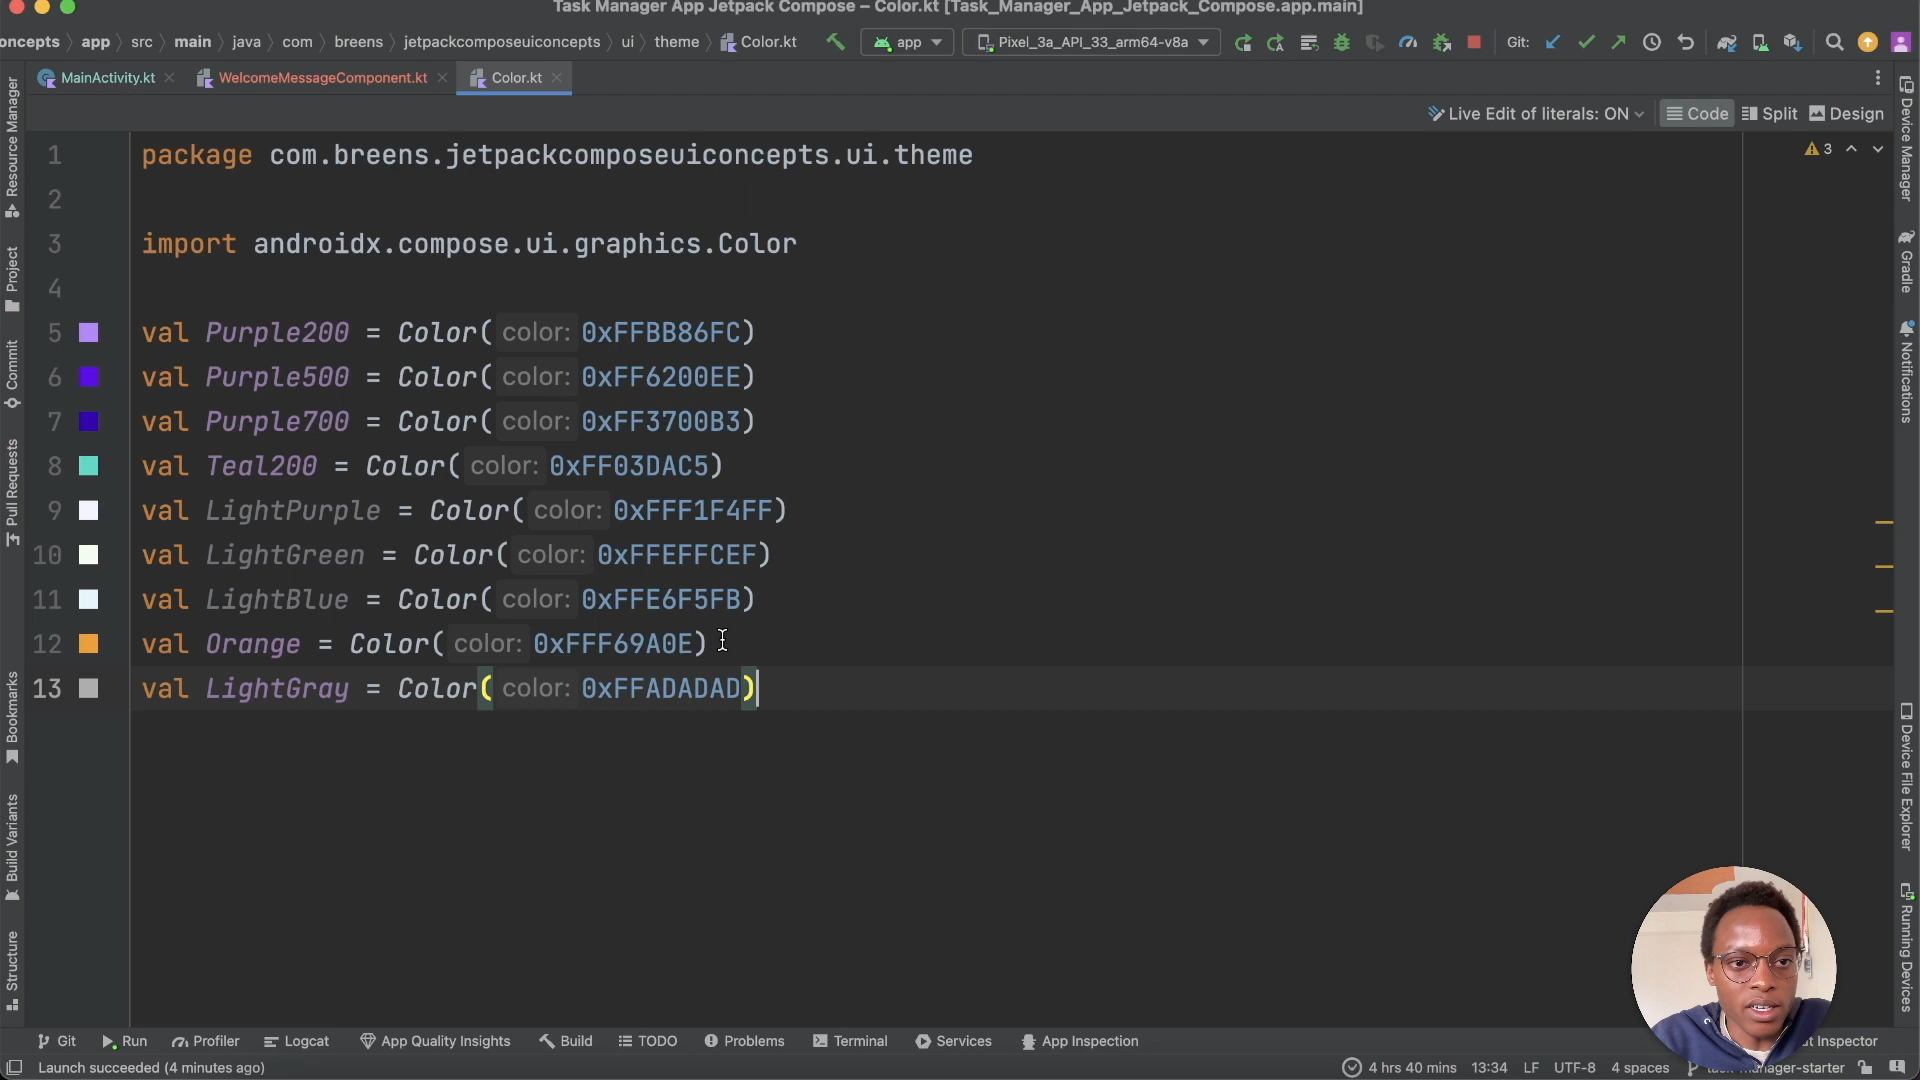 Task Manager App Jetpack Compose – Color.kt [Task_Manager_App_Jetpack_Compose.app.main]
oncepts app src main java com breens jetpackcomposeuiconcepts ui theme Color.kt app Pixel_3a_API_33_arm64-v8a Git:
MainActivity.kt WelcomeMessageComponent.kt Color.kt
Live Edit of literals: ON Code Split Design
3
1 package com.breens.jetpackcomposeuiconcepts.ui.theme
2
3 import androidx.compose.ui.graphics.Color
4
5 val Purple200 = Color( color: 0xFFBB86FC)
6 val Purple500 = Color( color: 0xFF6200EE)
7 val Purple700 = Color( color: 0xFF3700B3)
8 val Teal200 = Color( color: 0xFF03DAC5)
9 val LightPurple = Color( color: 0xFFF1F4FF)
10 val LightGreen = Color( color: 0xFFEFFCEF)
11 val LightBlue = Color( color: 0xFFE6F5FB)
12 val Orange = Color( color: 0xFFF69A0E)
13 val LightGray = Color( color: 0xFFADADAD)
Resource Manager
Project
Commit
Pull Requests
Bookmarks
Build Variants
Structure
Device Manager
Gradle
Notifications
Device File Explorer
Running Devices
Git Run Profiler Logcat App Quality Insights Build TODO Problems Terminal Services App Inspection Inspector
Launch succeeded (4 minutes ago) 4 hrs 40 mins 13:34 LF UTF-8 4 spaces task-manager-starter